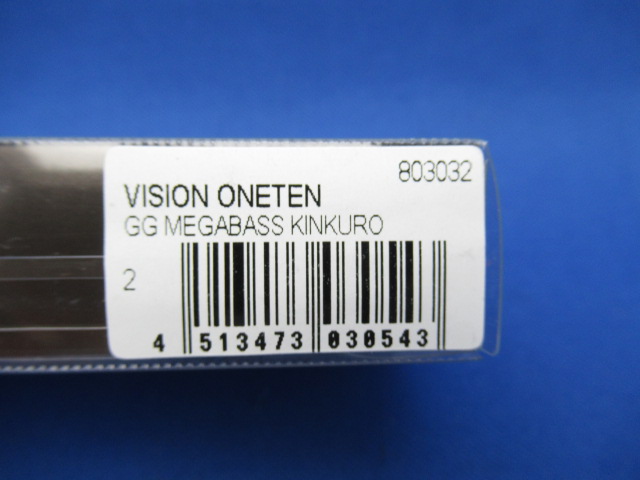 803032
VISION ONETEN
GG MEGABASS KINKURO
2
4 513473 030543